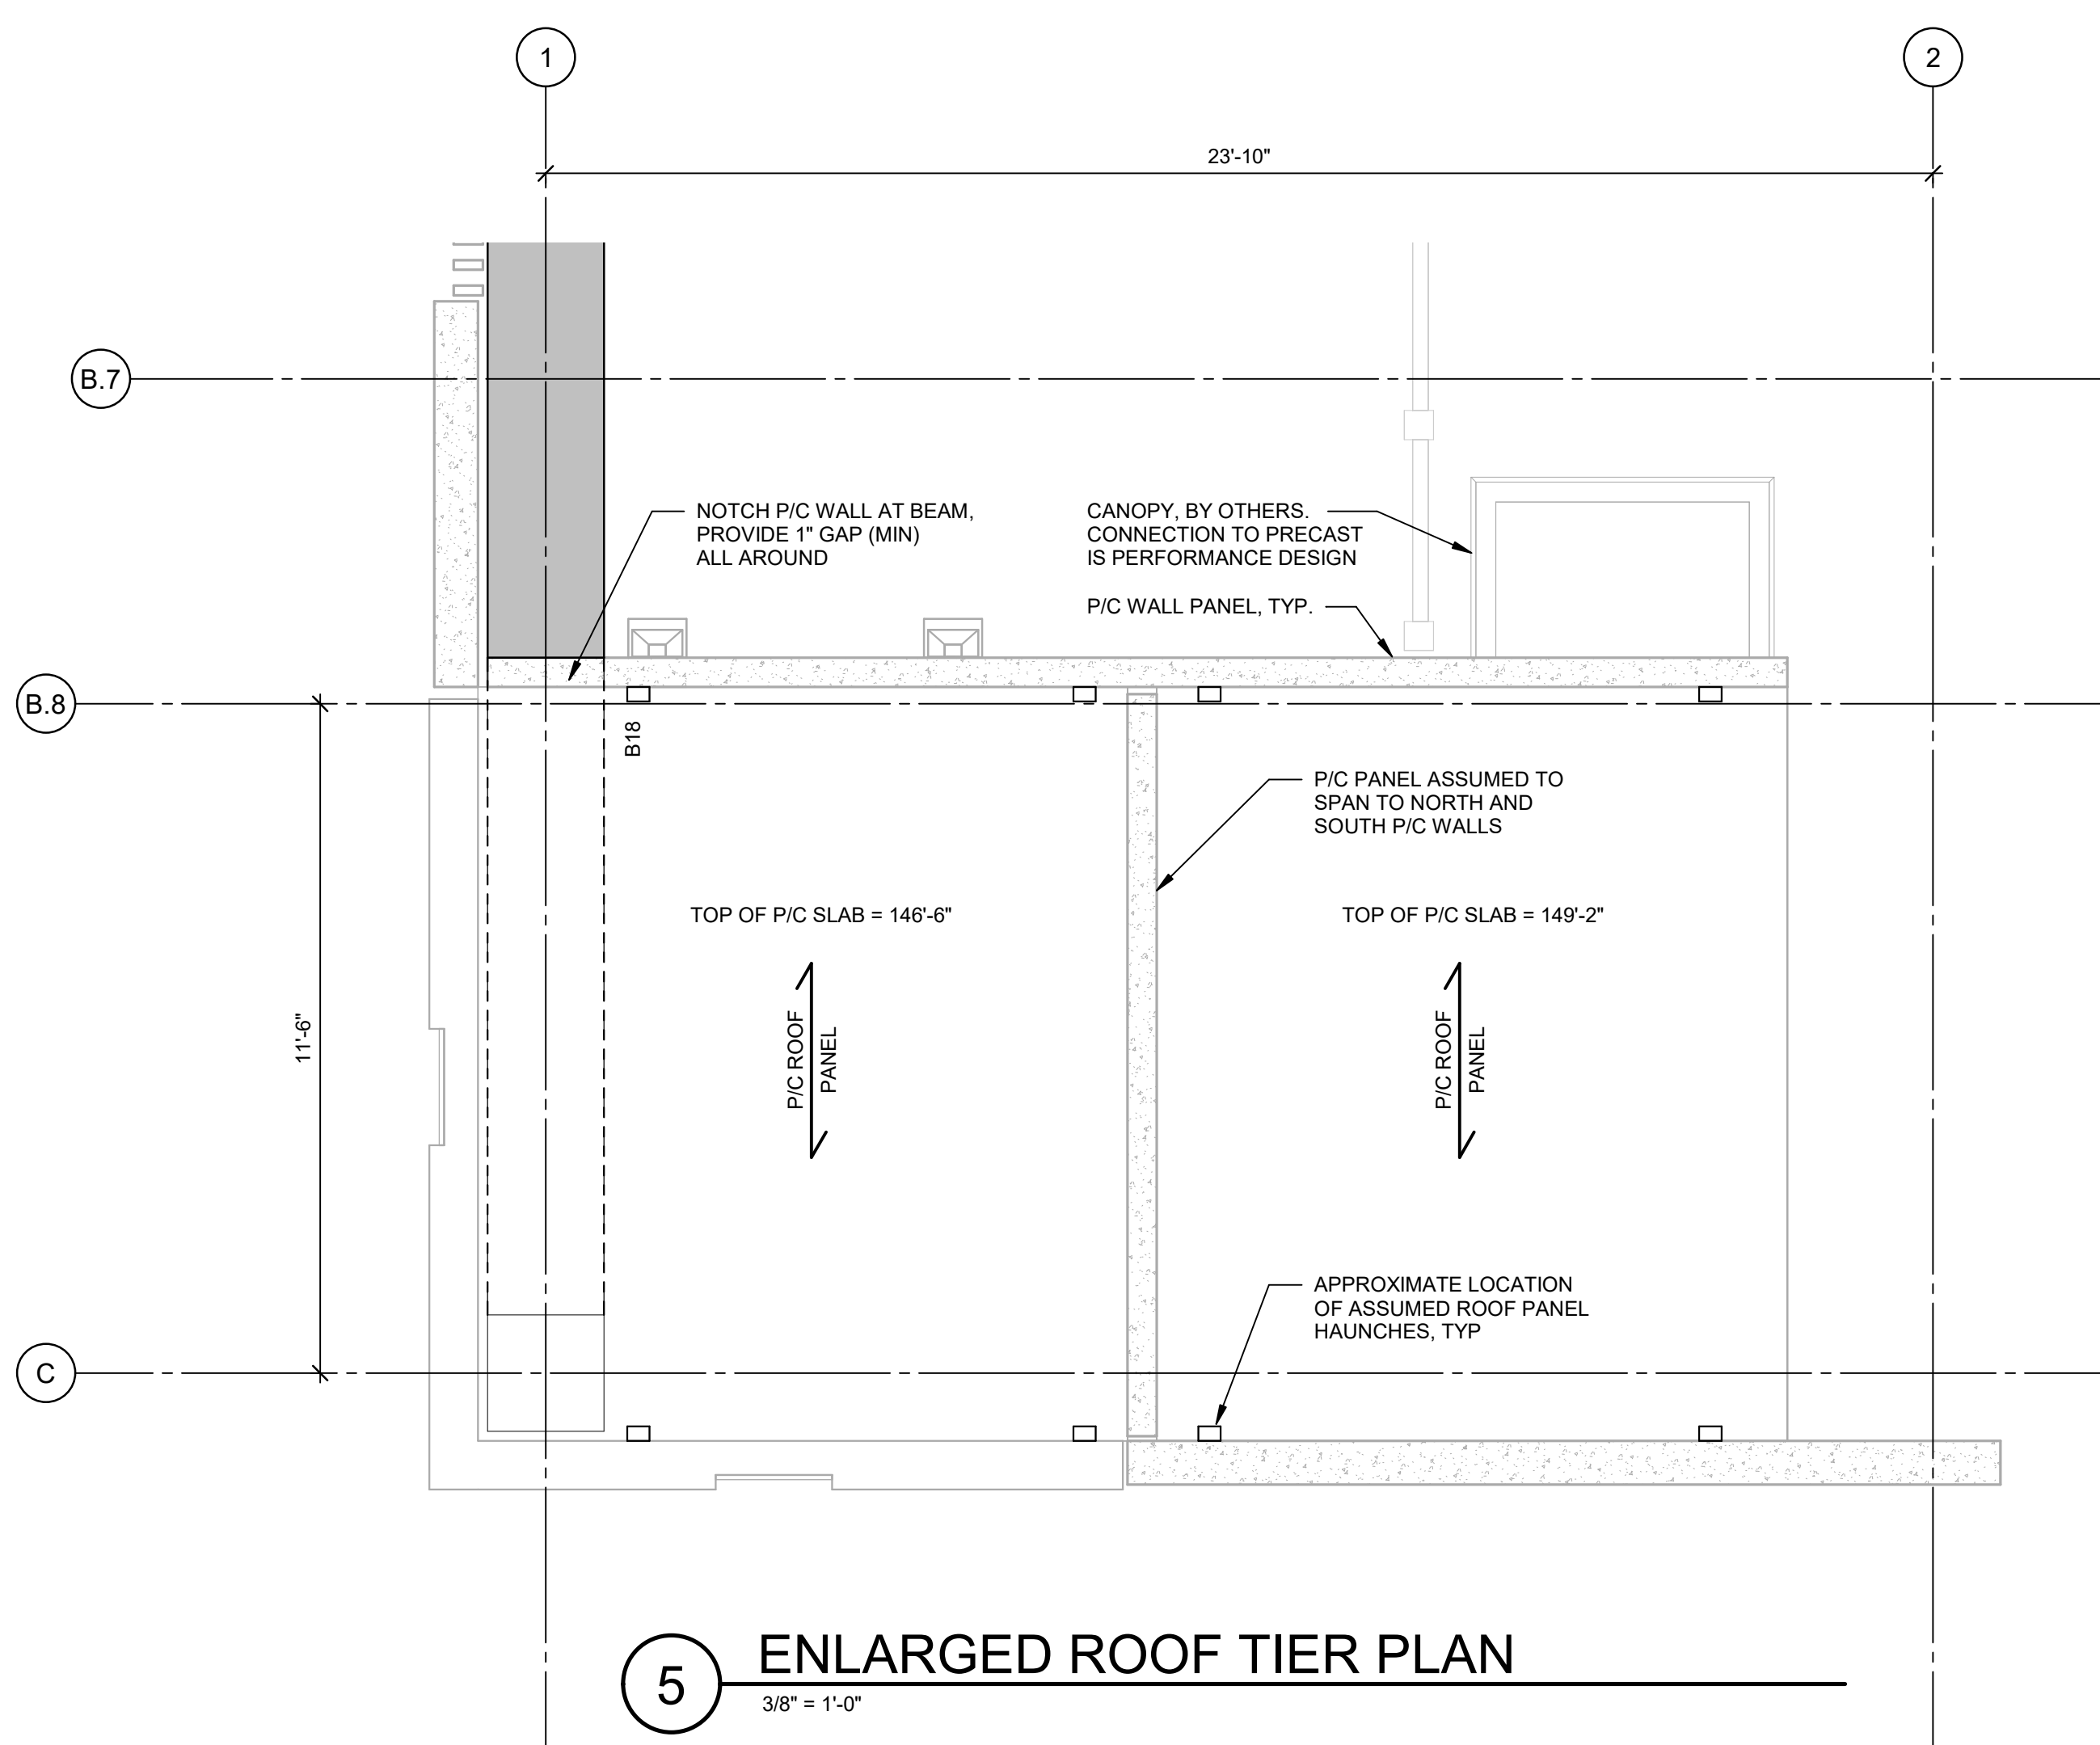 1
2
23'-10"
B.7
NOTCH P/C WALL AT BEAM,
PROVIDE 1" GAP (MIN)
ALL AROUND
CANOPY, BY OTHERS.
CONNECTION TO PRECAST
IS PERFORMANCE DESIGN
P/C WALL PANEL, TYP.
B.8
B18
P/C PANEL ASSUMED TO
SPAN TO NORTH AND
SOUTH P/C WALLS
TOP OF P/C SLAB = 146'-6"
TOP OF P/C SLAB = 149'-2"
11'-6"
P/C ROOF
PANEL
P/C ROOF
PANEL
APPROXIMATE LOCATION
OF ASSUMED ROOF PANEL
HAUNCHES, TYP
C
5
ENLARGED ROOF TIER PLAN
3/8" = 1'-0"